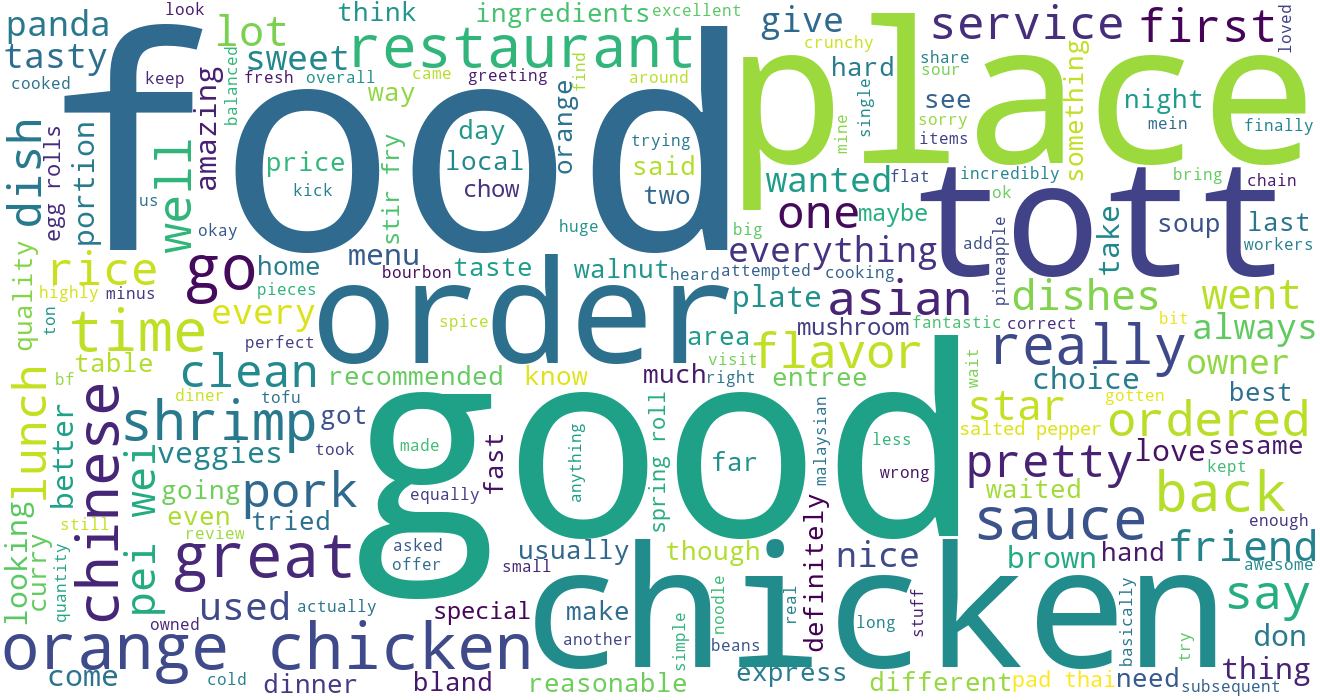 panda
lot
look
think
ingredients
excellent
give
service
first
loved
tasty
sweet
restaurant
crunchy
cooked
keep
fresh
overall
came
greeting
find
around
hard
share
sour
something
food
place
amazing
balanced
way
orange
single
see
night
dish
egg rolls
portion
well
price
day
local
trying
said
mine
sorry
items
mein
finally
kick
chow
two
stir fry
us
okay
huge
big
wanted
flat
incredibly
bring
chain
ok
tott
one
maybe
add
pineapple
take
soup
last
workers
quality
rice
go
home
menu
bourbon
taste
walnut
heard
attempted
cooking
everything
highly
minus
pieces
ton
time
every
order
spice
plate
asian
dishes
went
perfect
area
mushroom
fantastic
correct
bit
always
table
clean
recommended
know
visit
flavor
really
owner
bf
much
right
entree
wait
choice
best
lunch
diner
tofu
gotten
chinese
shrimp
got
good
made
star
ordered
better
veggies
took
fast
anything
spring roll
far
less
wrong
malaysian
salted pepper
pretty
love
sesame
kept
pei wei
going
pork
equally
waited
back
looking
still
even
tried
review
sauce
enough
curry
quantity
great
asked
offer
usually
though
definitely
nice
brown
hand
friend
awesome
small
chicken
used
actually
special
make
noodle
real
long
stuff
basically
say
owned
another
simple
beans
try
don
orange chicken
come
cold
dinner
bland
express
different
pad thai
need
thing
subsequent